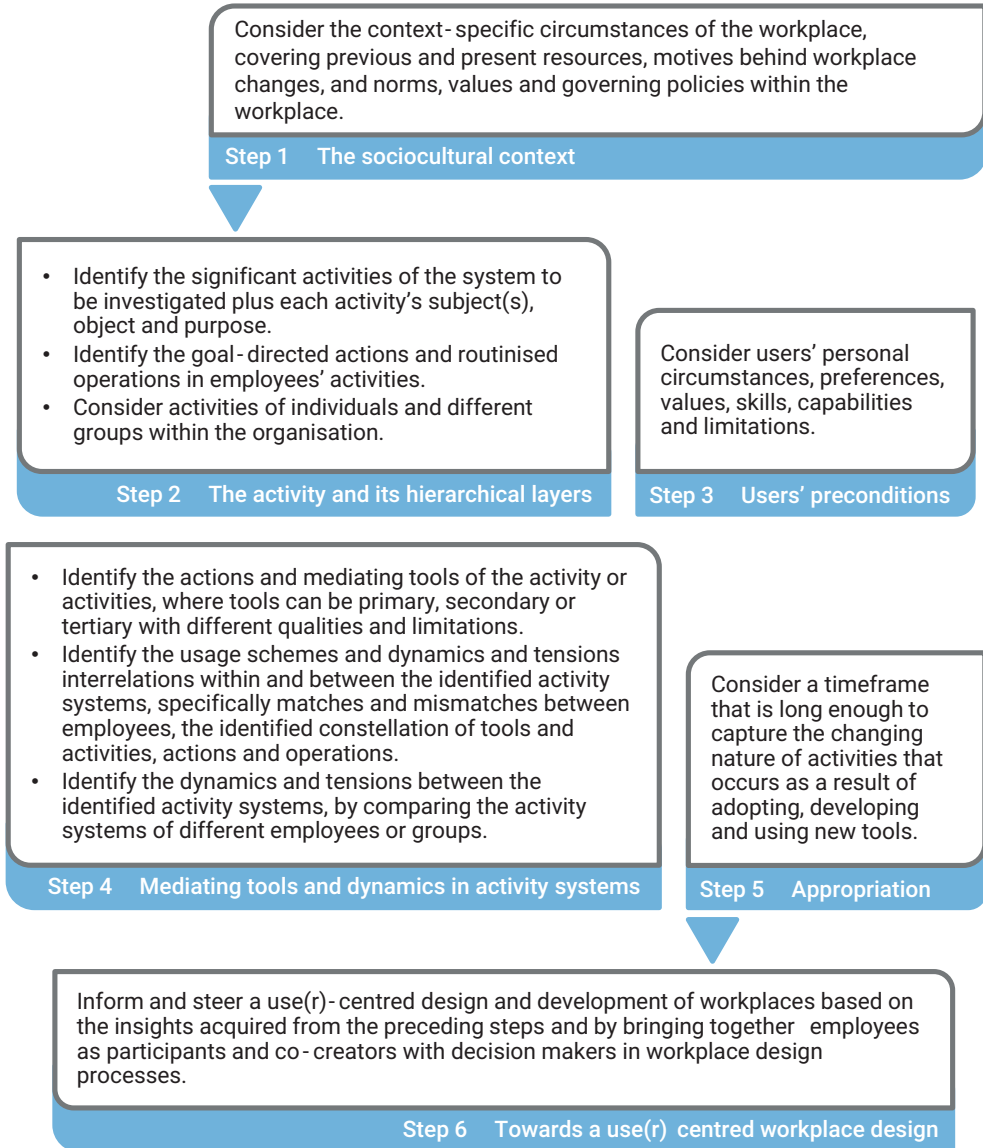 Consider the context-specific circumstances of the workplace,
covering previous and present resources, motives behind workplace
changes, and norms, values and governing policies within the
workplace.
Step 1 The sociocultural context
• Identify the significant activities of the system to
be investigated plus each activity’s subject(s),
object and purpose.
• Identify the goal-directed actions and routinised
operations in employees’ activities.
• Consider activities of individuals and different
groups within the organisation.
Step 2 The activity and its hierarchical layers
Consider users’ personal
circumstances, preferences,
values, skills, capabilities
and limitations.
Step 3 Users’ preconditions
• Identify the actions and mediating tools of the activity or
activities, where tools can be primary, secondary or
tertiary with different qualities and limitations.
• Identify the usage schemes and dynamics and tensions
interrelations within and between the identified activity
systems, specifically matches and mismatches between
employees, the identified constellation of tools and
activities, actions and operations.
• Identify the dynamics and tensions between the
identified activity systems, by comparing the activity
systems of different employees or groups.
Step 4 Mediating tools and dynamics in activity systems
Consider a timeframe
that is long enough to
capture the changing
nature of activities that
occurs as a result of
adopting, developing
and using new tools.
Step 5 Appropriation
Inform and steer a use(r)-centred design and development of workplaces based on
the insights acquired from the preceding steps and by bringing together employees
as participants and co-creators with decision makers in workplace design
processes.
Step 6 Towards a use(r) centred workplace design